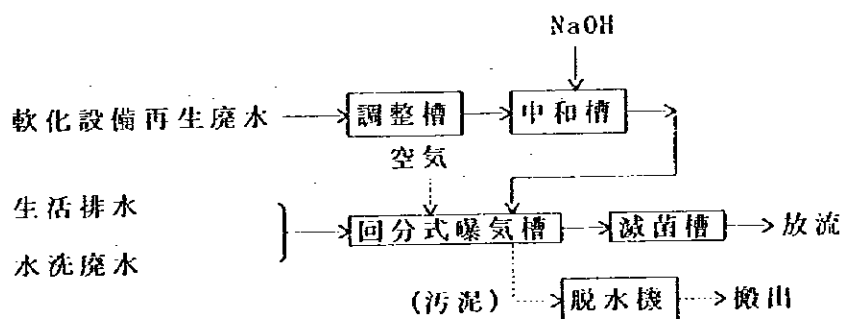 NaOH
軟化設備再生廃水
調整槽
中和槽
空気
生活排水
水洗廃水
回分式曝気槽
滅菌槽
放流
(汚泥)
脱水機
搬出